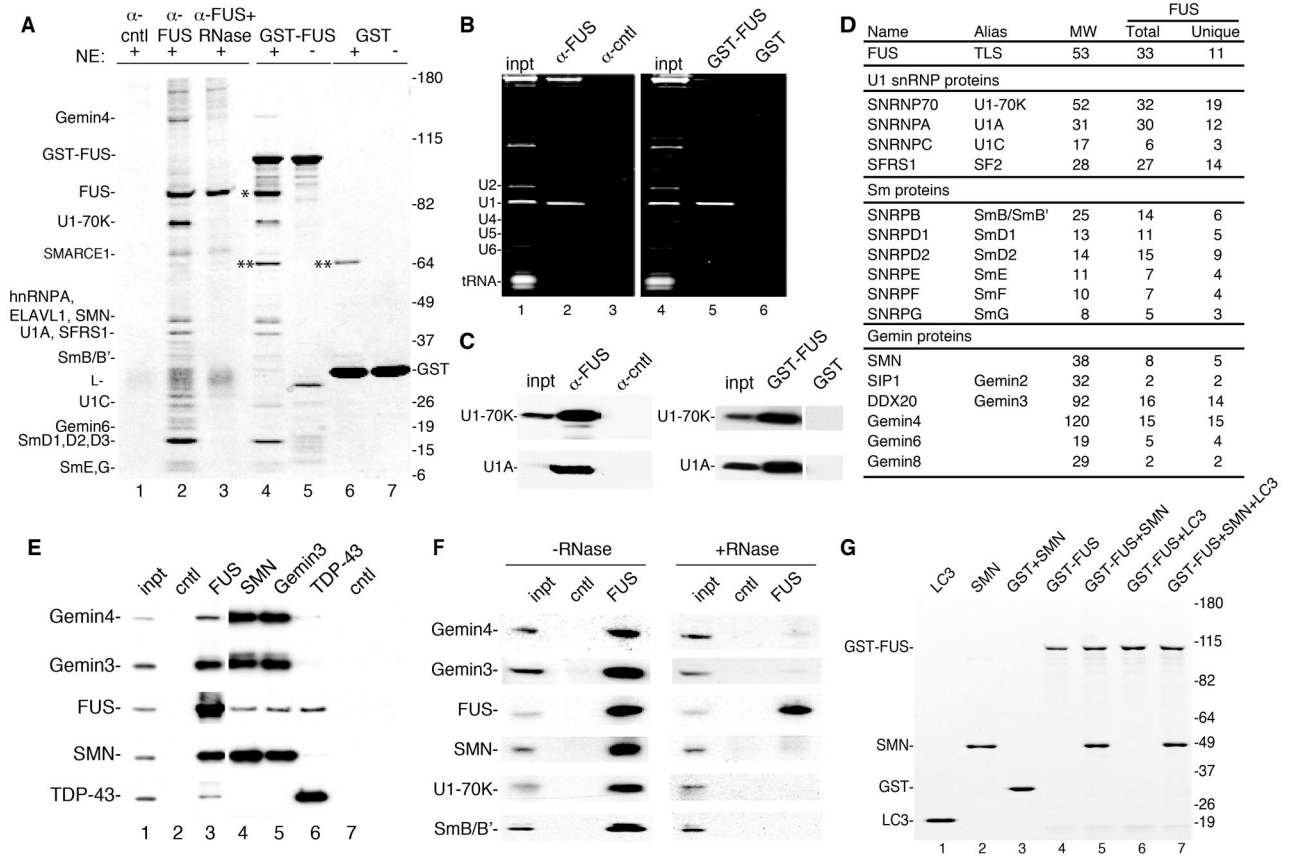 A
α-cntl α-FUS α-FUS+RNase GST-FUS GST
NE: + + + + - + -
Gemin4-
GST-FUS-
FUS-
U1-70K-
SMARCE1-
hnRNPA,
ELAVL1, SMN-
U1A, SFRS1-
SmB/B'-
L-
U1C-
Gemin6-
SmD1,D2,D3-
SmE,G-
*
** **
-180
-115
-82
-64
-49
-37
-GST
-26
-19
-15
-6
1 2 3 4 5 6 7
B
inpt α-FUS α-cntl inpt GST-FUS GST
U2-
U1-
U4-
U5-
U6-
tRNA-
1 2 3 4 5 6
C
inpt α-FUS α-cntl inpt GST-FUS GST
U1-70K- U1-70K-
U1A- U1A-
D
FUS
Name Alias MW Total Unique
FUS TLS 53 33 11
U1 snRNP proteins
SNRNP70 U1-70K 52 32 19
SNRNPA U1A 31 30 12
SNRNPC U1C 17 6 3
SFRS1 SF2 28 27 14
Sm proteins
SNRPB SmB/SmB' 25 14 6
SNRPD1 SmD1 13 11 5
SNRPD2 SmD2 14 15 9
SNRPE SmE 11 7 4
SNRPF SmF 10 7 4
SNRPG SmG 8 5 3
Gemin proteins
SMN 38 8 5
SIP1 Gemin2 32 2 2
DDX20 Gemin3 92 16 14
Gemin4 120 15 15
Gemin6 19 5 4
Gemin8 29 2 2
E
inpt cntl FUS SMN Gemin3 TDP-43 cntl
Gemin4-
Gemin3-
FUS-
SMN-
TDP-43-
1 2 3 4 5 6 7
F
-RNase +RNase
inpt cntl FUS inpt cntl FUS
Gemin4-
Gemin3-
FUS-
SMN-
U1-70K-
SmB/B'-
G
LC3 SMN GST+SMN GST-FUS GST-FUS+SMN GST-FUS+LC3 GST-FUS+SMN+LC3
GST-FUS-
SMN-
GST-
LC3-
-180
-115
-82
-64
-49
-37
-26
-19
1 2 3 4 5 6 7